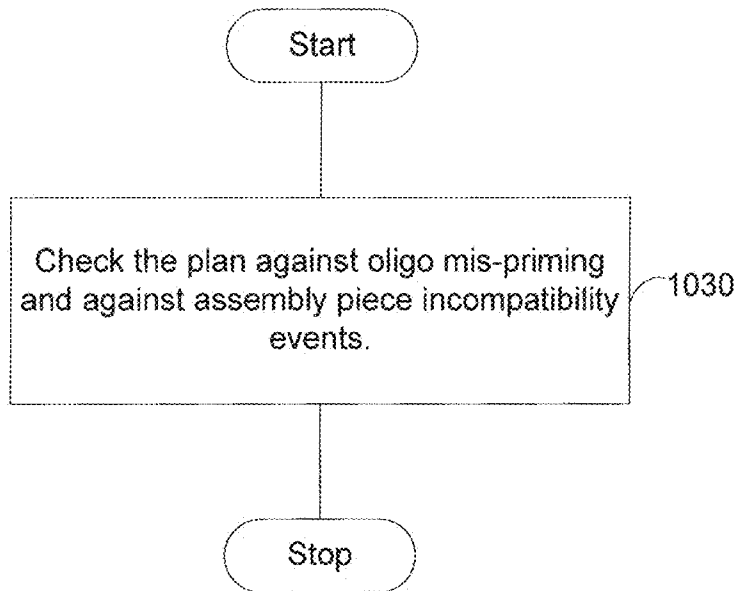 Start
Check the plan against oligo mis-priming
and against assembly piece incompatibility
events.
1030
Stop